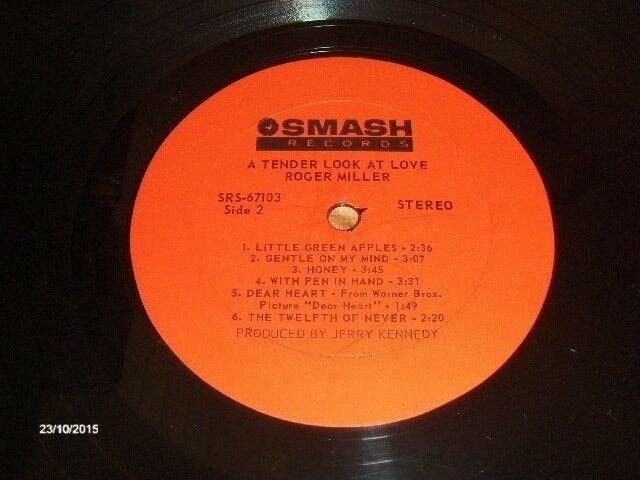 SMASH
RECORDS
A TENDER LOOK AT LOVE
ROGER MILLER
SRS-67103
Side 2
STEREO
1. LITTLE GREEN APPLES - 2:36
2. GENTLE ON MY MIND - 3:07
3. HONEY - 3:45
4. WITH PEN IN HAND - 3:31
5. DEAR HEART - From Warner Bros.
Picture "Dear Heart" - 1:49
6. THE TWELFTH OF NEVER - 2:20
PRODUCED BY JERRY KENNEDY
23/10/2015